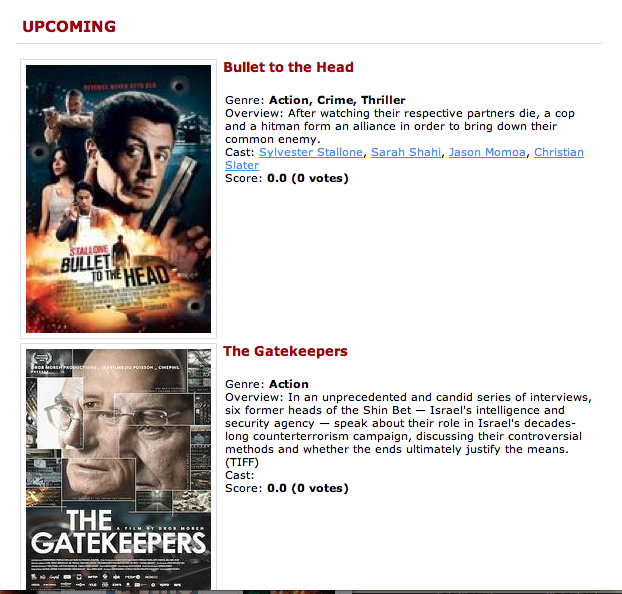 UPCOMING
Bullet to the Head
Genre: Action, Crime, Thriller
Overview: After watching their respective partners die, a cop
and a hitman form an alliance in order to bring down their
common enemy.
Cast: Sylvester Stallone, Sarah Shahi, Jason Momoa, Christian
Slater
Score: 0.0 (0 votes)
REVENGE NEVER GETS OLD
STALLONE
BULLET
TO THE HEAD
The Gatekeepers
Genre: Action
Overview: In an unprecedented and candid series of interviews,
six former heads of the Shin Bet — Israel's intelligence and
security agency — speak about their role in Israel's decades-
long counterterrorism campaign, discussing their controversial
methods and whether the ends ultimately justify the means.
(TIFF)
Cast:
Score: 0.0 (0 votes)
THE
A FILM BY DROR MOREH
GATEKEEPERS